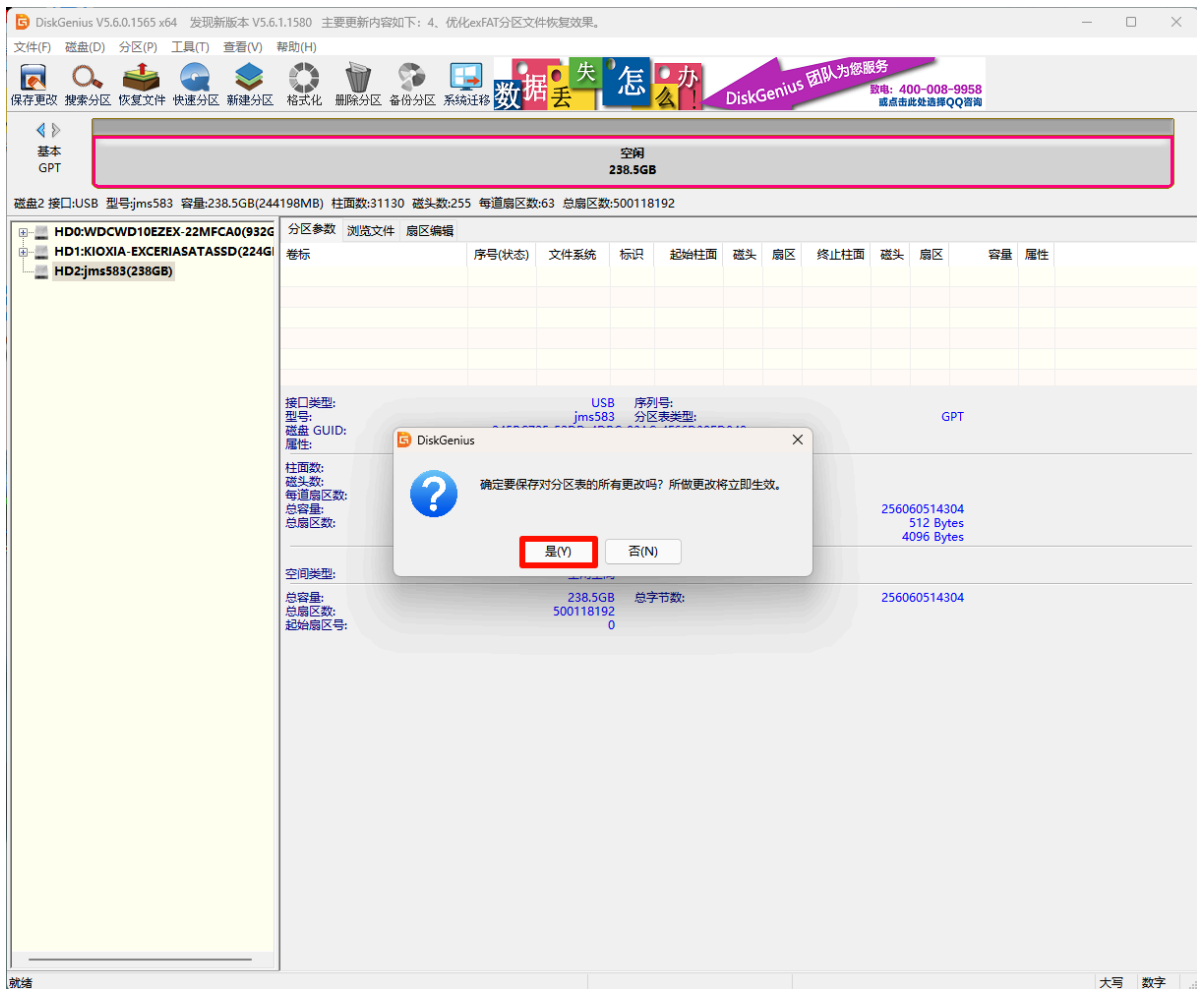 DiskGenius V5.6.0.1565 x64 发现新版本 V5.6.1.1580 主要更新内容如下：4、优化exFAT分区文件恢复效果。
文件(F) 磁盘(D) 分区(P) 工具(T) 查看(V) 帮助(H)
保存更改 搜索分区 恢复文件 快速分区 新建分区 格式化 删除分区 备份分区 系统迁移
数据丢失怎么办!
DiskGenius 团队为您服务
致电：400-008-9958
或点击此处选择QQ咨询
基本
GPT
空闲
238.5GB
磁盘2 接口:USB 型号:jms583 容量:238.5GB(244198MB) 柱面数:31130 磁头数:255 每道扇区数:63 总扇区数:500118192
HD0:WDCWD10EZEX-22MFCA0(932G
HD1:KIOXIA-EXCERIASATASSD(224G
HD2:jms583(238GB)
分区参数 浏览文件 扇区编辑
卷标 序号(状态) 文件系统 标识 起始柱面 磁头 扇区 终止柱面 磁头 扇区 容量 属性
接口类型: USB 序列号:
型号: jms583 分区表类型: GPT
磁盘 GUID:
属性:
DiskGenius
确定要保存对分区表的所有更改吗？所做更改将立即生效。
是(Y) 否(N)
柱面数:
磁头数:
每道扇区数:
总容量: 256060514304
总扇区数: 512 Bytes
4096 Bytes
空间类型:
总容量: 238.5GB 总字节数: 256060514304
总扇区数: 500118192
起始扇区号: 0
就绪 大写 数字